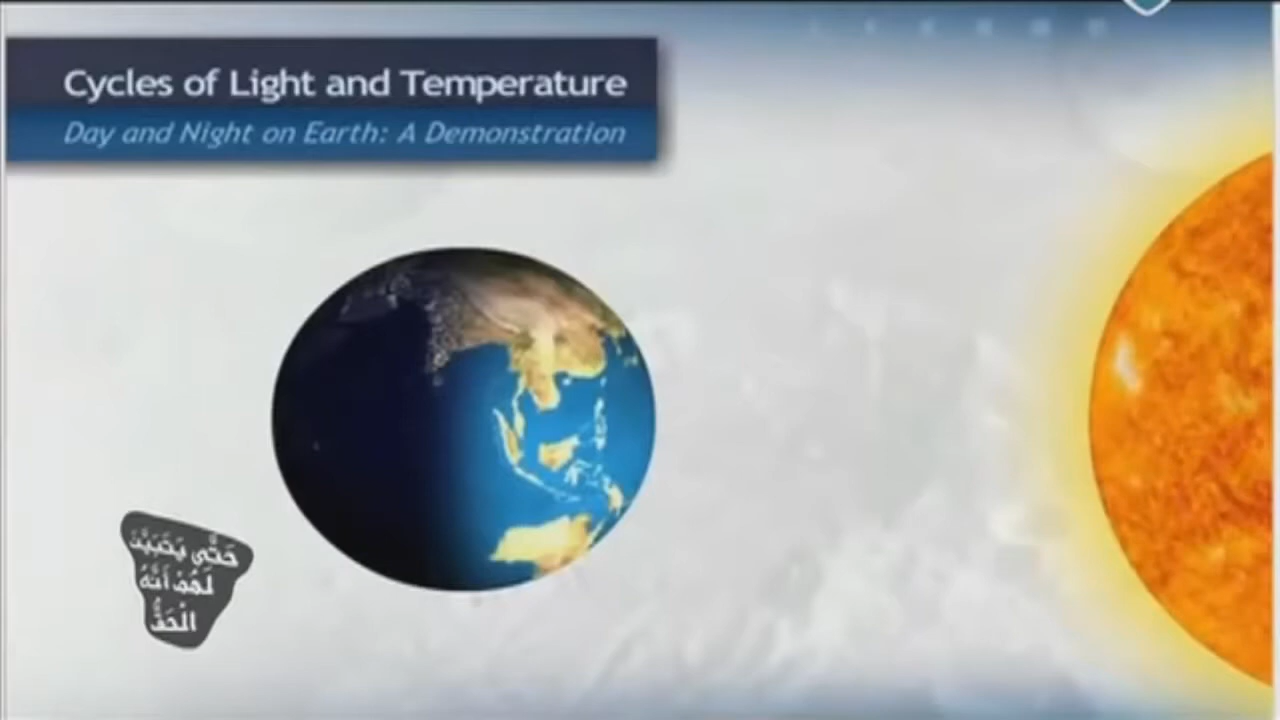 Cycles of Light and Temperature
Day and Night on Earth: A Demonstration
حَتَّى يَتَبَيَّنَ
لَهُمْ أَنَّهُ
الْحَقُّ